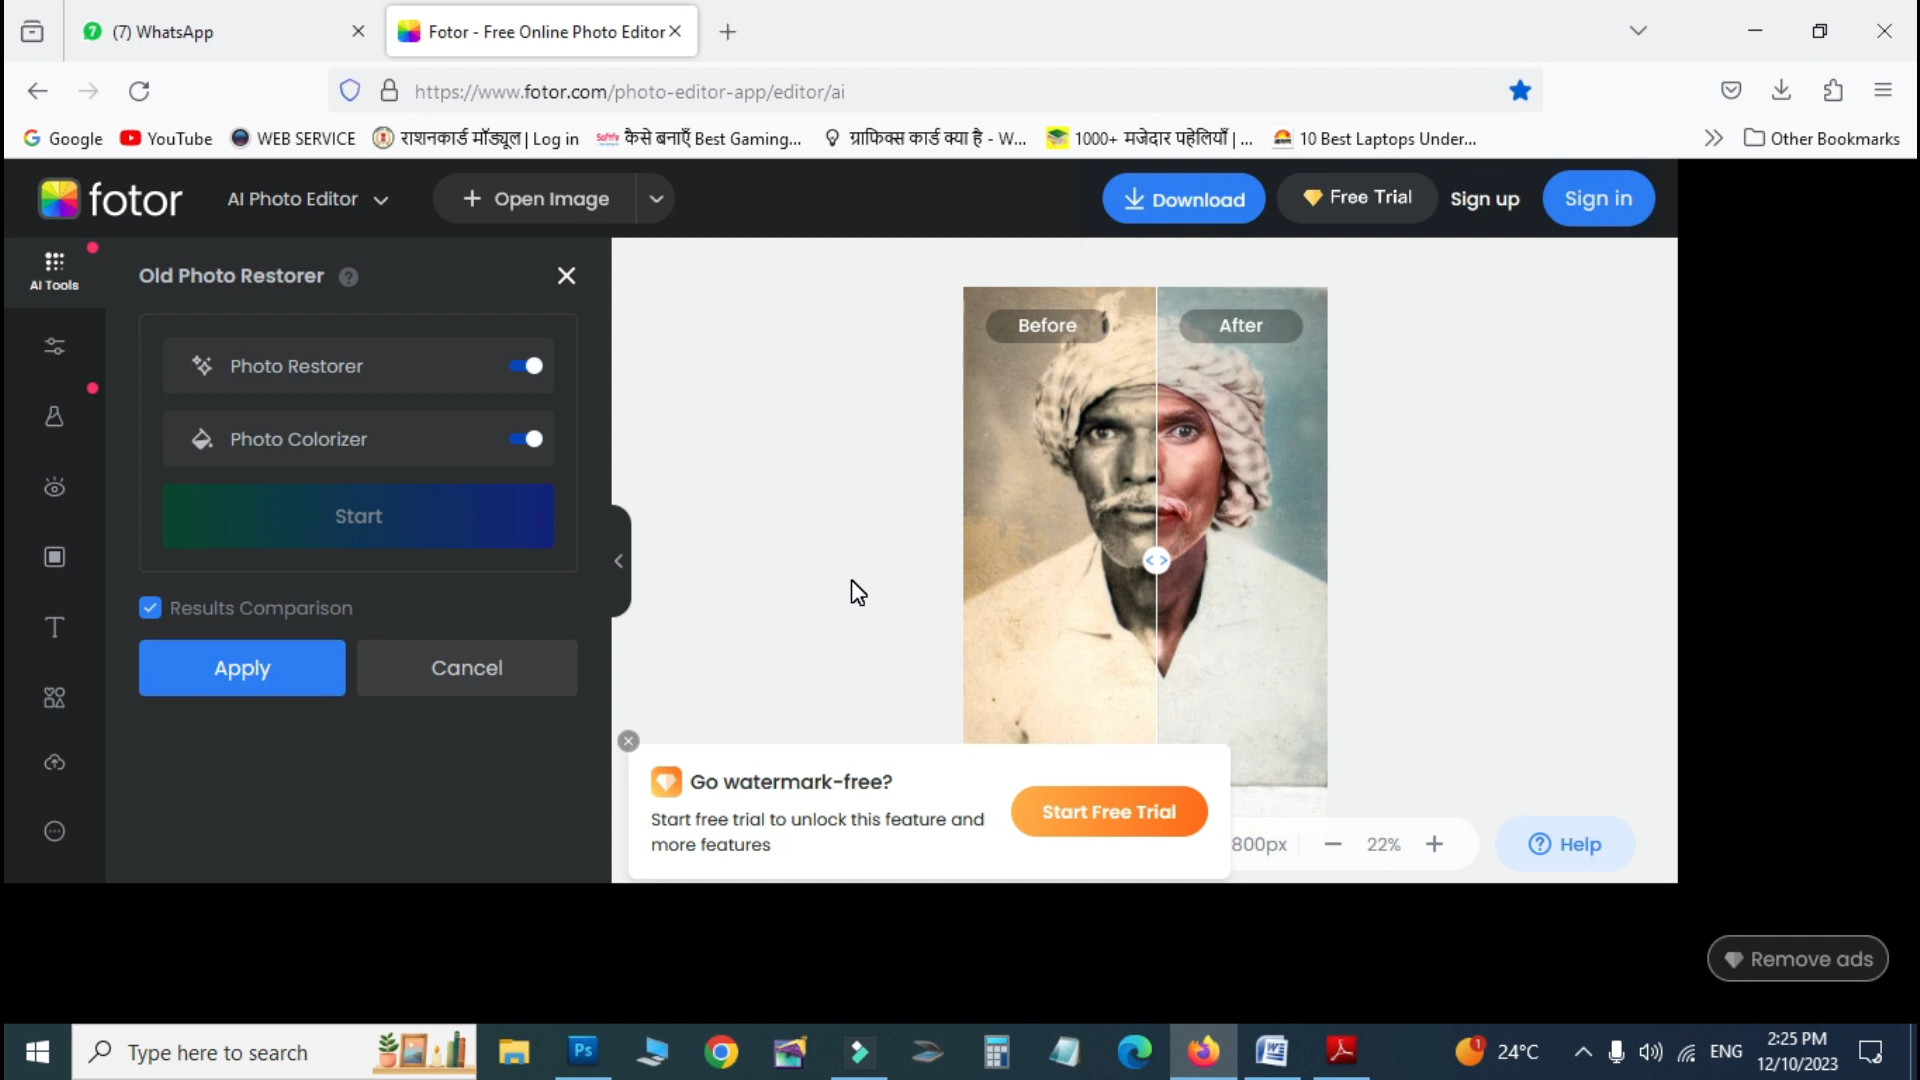 (7) WhatsApp
Fotor - Free Online Photo Editor
https://www.fotor.com/photo-editor-app/editor/ai
Google
YouTube
WEB SERVICE
राशनकार्ड मॉड्यूल | Log in
कैसे बनाएँ Best Gaming...
ग्राफिक्स कार्ड क्या है - W...
1000+ मजेदार पहेलियाँ | ...
10 Best Laptops Under...
Other Bookmarks
fotor
AI Photo Editor
Open Image
Download
Free Trial
Sign up
Sign in
AI Tools
Old Photo Restorer
Photo Restorer
Photo Colorizer
Start
Results Comparison
Apply
Cancel
Before
After
Go watermark-free?
Start free trial to unlock this feature and
more features
Start Free Trial
800px
22%
Help
Remove ads
Type here to search
Ps
24°C
ENG
2:25 PM
12/10/2023